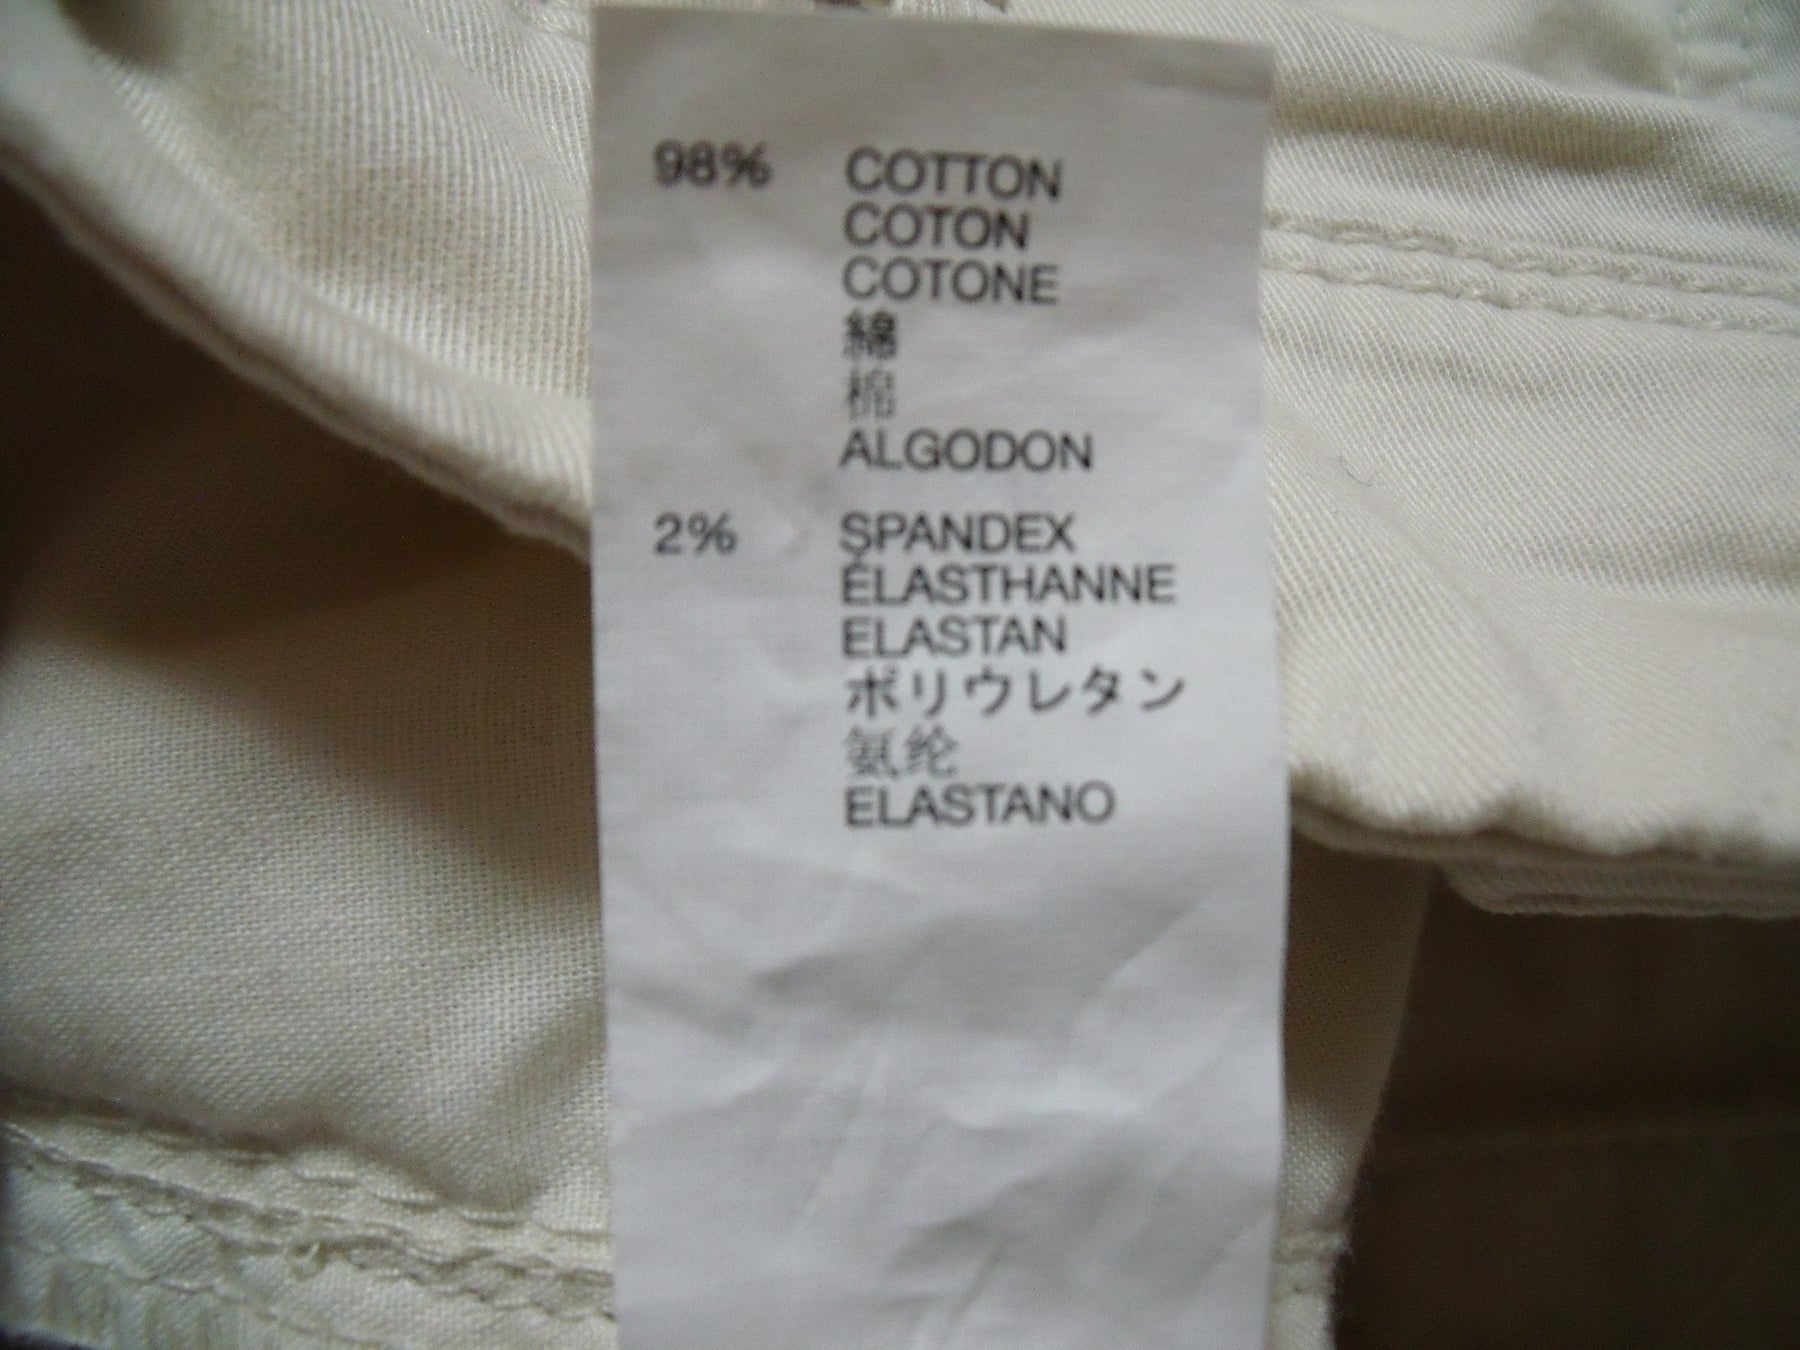 98% COTTON
COTON
COTONE
綿
棉
ALGODON
2% SPANDEX
ÉLASTHANNE
ELASTAN
ポリウレタン
氨纶
ELASTANO